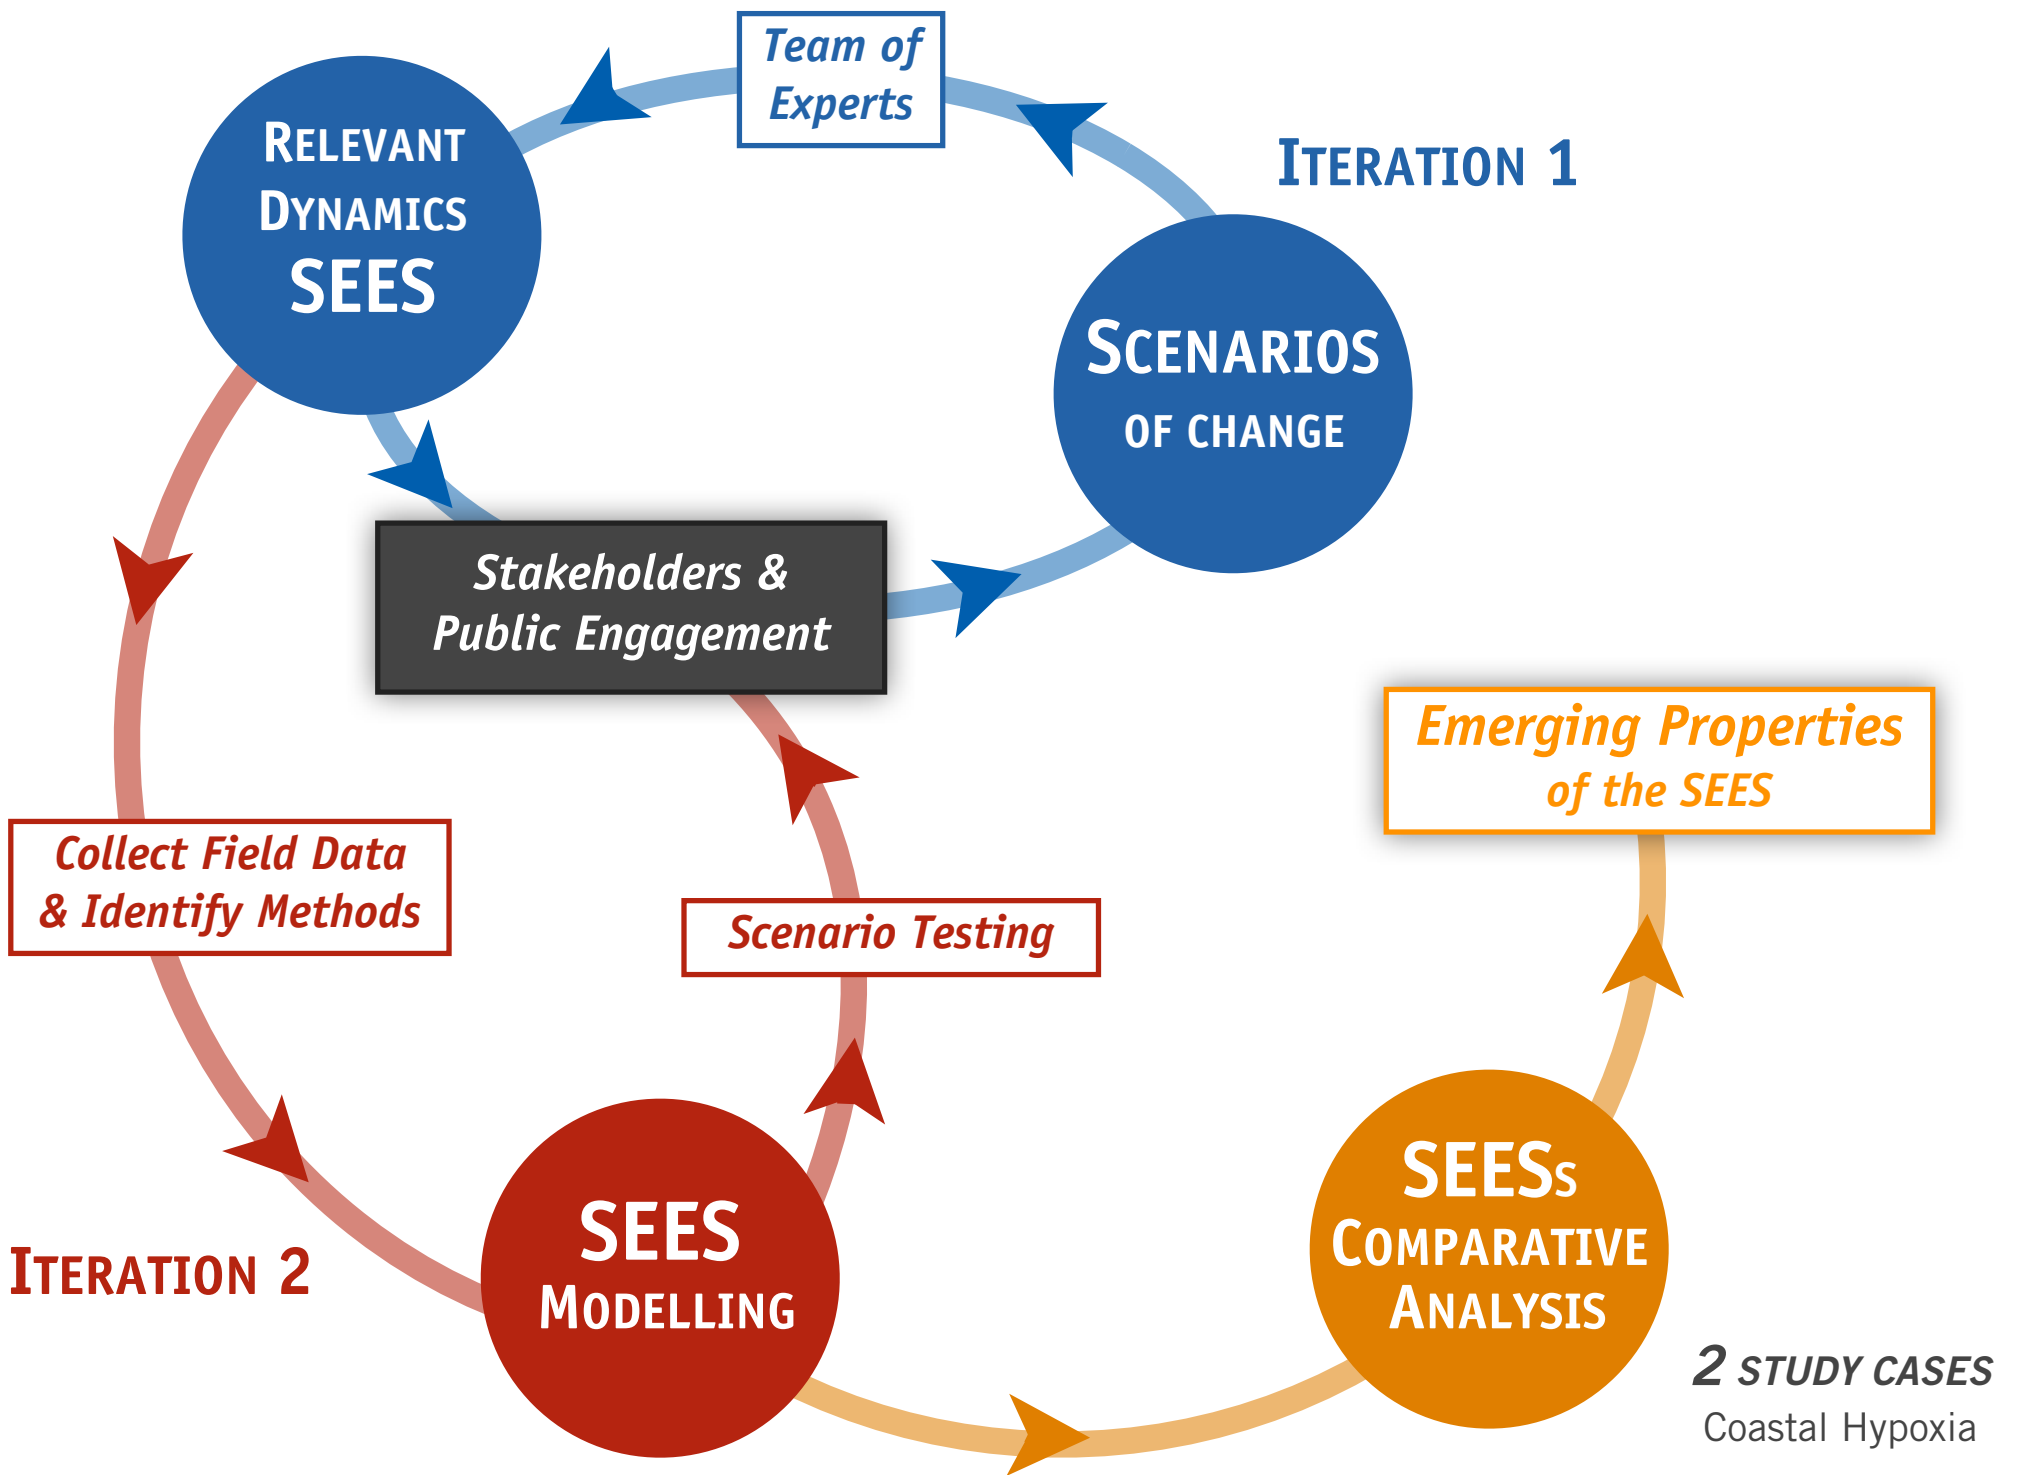 Team of
Experts
RELEVANT
DYNAMICS
SEES
ITERATION 1
SCENARIOS
OF CHANGE
Stakeholders &
Public Engagement
Emerging Properties
of the SEES
Collect Field Data
& Identify Methods
Scenario Testing
SEES
MODELLING
ITERATION 2
SEESS
COMPARATIVE
ANALYSIS
2 STUDY CASES
Coastal Hypoxia